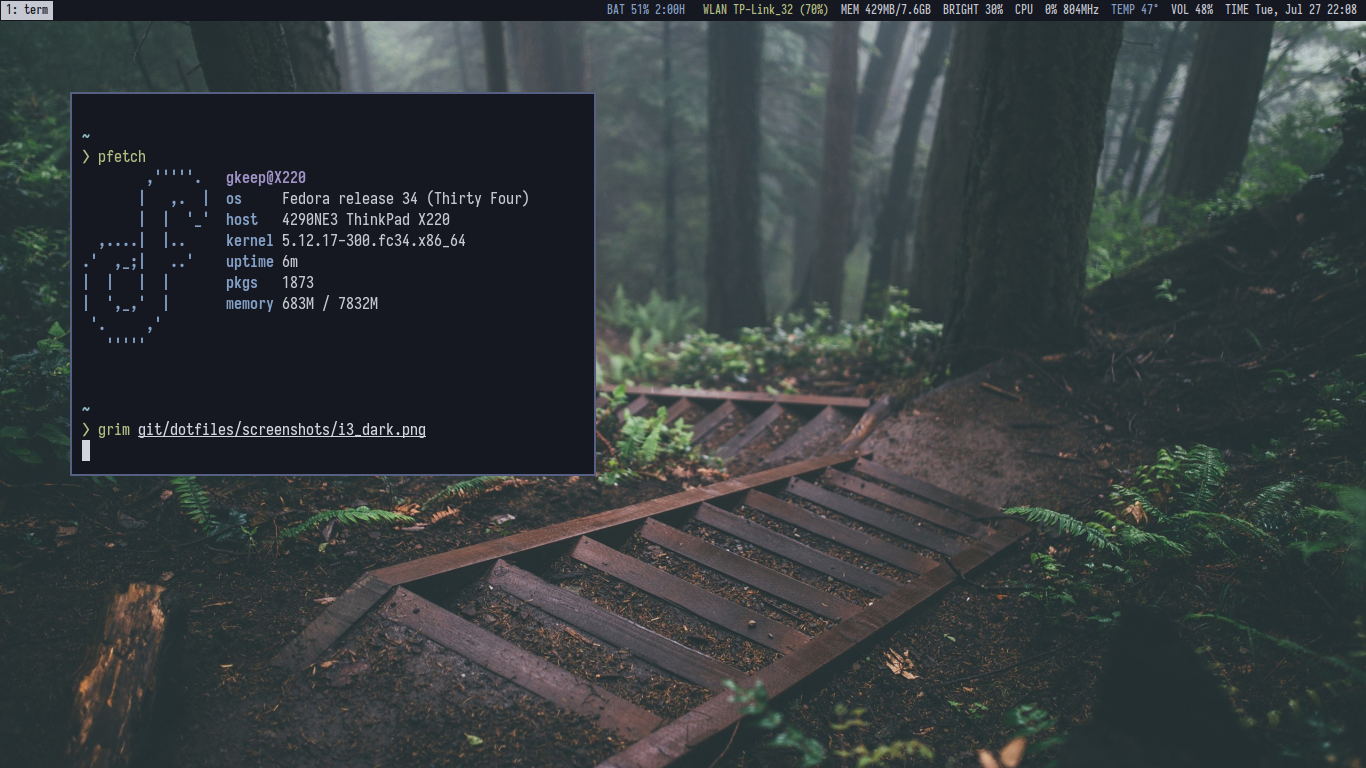 1: term
BAT 51% 2:00H WLAN TP-Link_32 (70%) MEM 429MB/7.6GB BRIGHT 30% CPU 0% 804MHz TEMP 47° VOL 48% TIME Tue, Jul 27 22:08
~
❯ pfetch
gkeep@X220
os Fedora release 34 (Thirty Four)
host 4290NE3 ThinkPad X220
kernel 5.12.17-300.fc34.x86_64
uptime 6m
pkgs 1873
memory 683M / 7832M
~
❯ grim git/dotfiles/screenshots/i3_dark.png